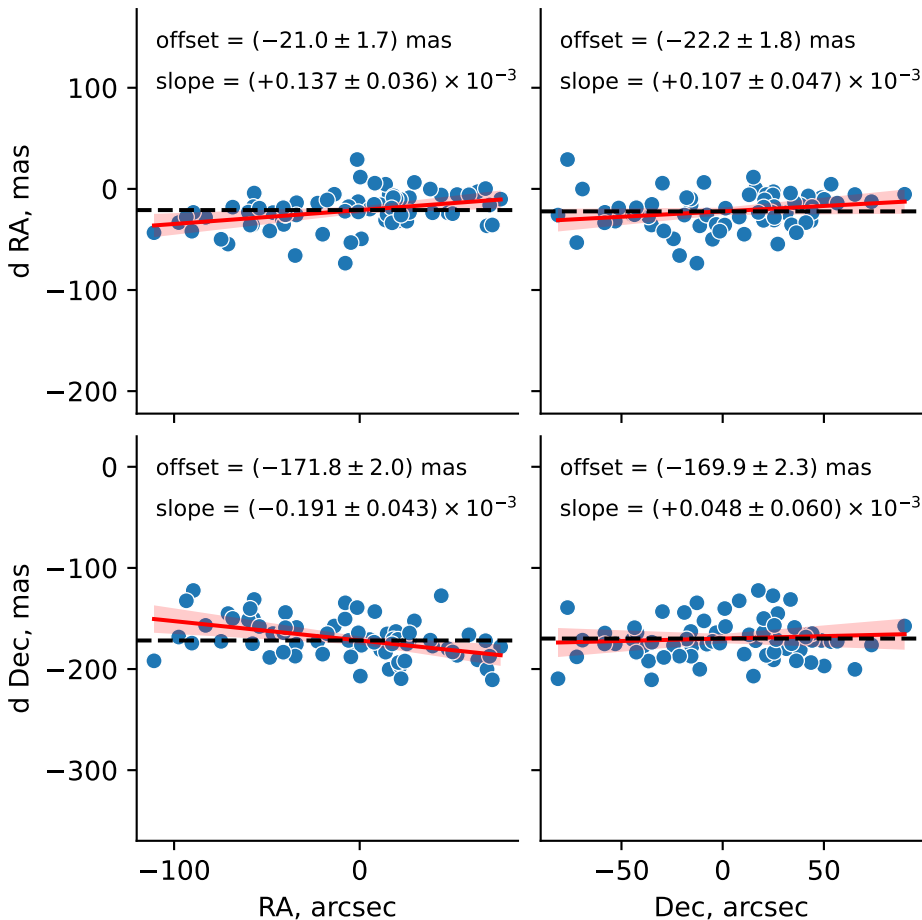 offset = (−21.0 ± 1.7) mas
slope = (+0.137 ± 0.036) × 10⁻³
offset = (−22.2 ± 1.8) mas
slope = (+0.107 ± 0.047) × 10⁻³
100
0
−100
−200
d RA, mas
offset = (−171.8 ± 2.0) mas
slope = (−0.191 ± 0.043) × 10⁻³
offset = (−169.9 ± 2.3) mas
slope = (+0.048 ± 0.060) × 10⁻³
0
−100
−200
−300
d Dec, mas
−100 0
RA, arcsec
−50 0 50
Dec, arcsec